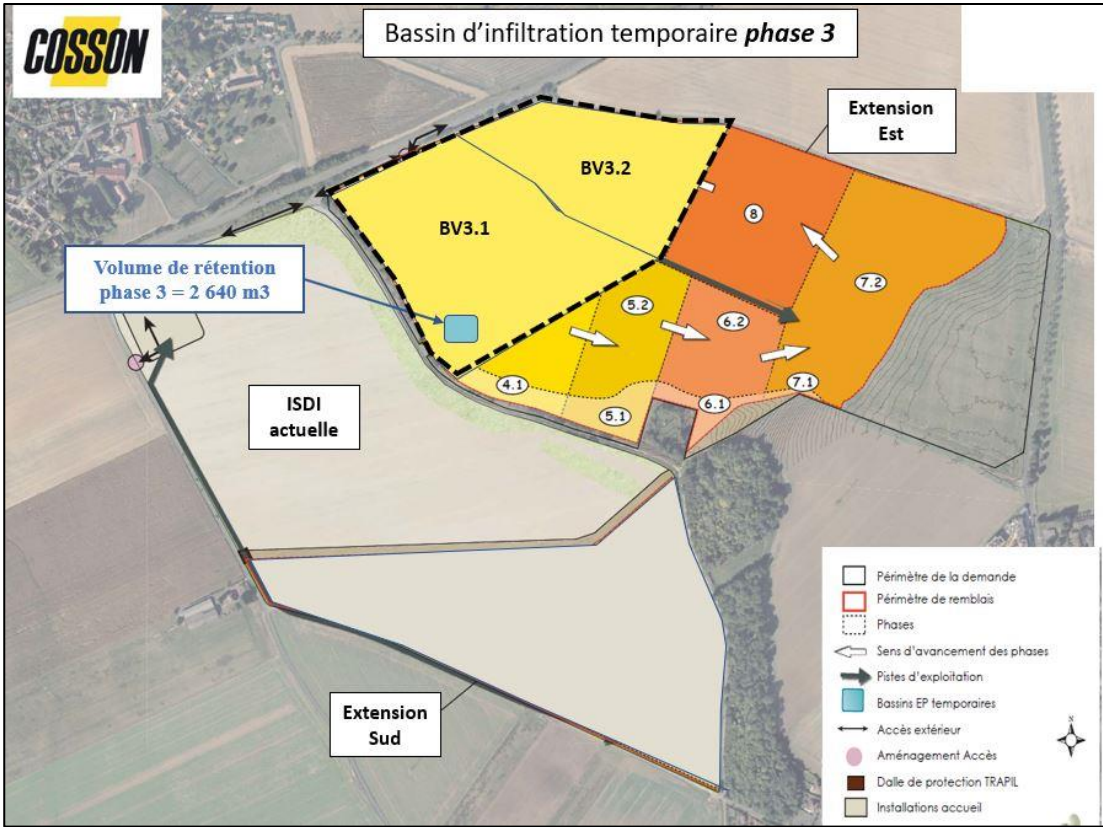 COSSON
Bassin d'infiltration temporaire phase 3
Extension
Est
BV3.2
BV3.1
8
7.2
Volume de rétention
phase 3 = 2 640 m3
5.2
6.2
4.1
5.1
6.1
7.1
ISDI
actuelle
Extension
Sud
Périmètre de la demande
Périmètre de remblais
Phases
Sens d'avancement des phases
Pistes d'exploitation
Bassins EP temporaires
Accès extérieur
Aménagement Accès
Dalle de protection TRAPIL
Installations accueil
N